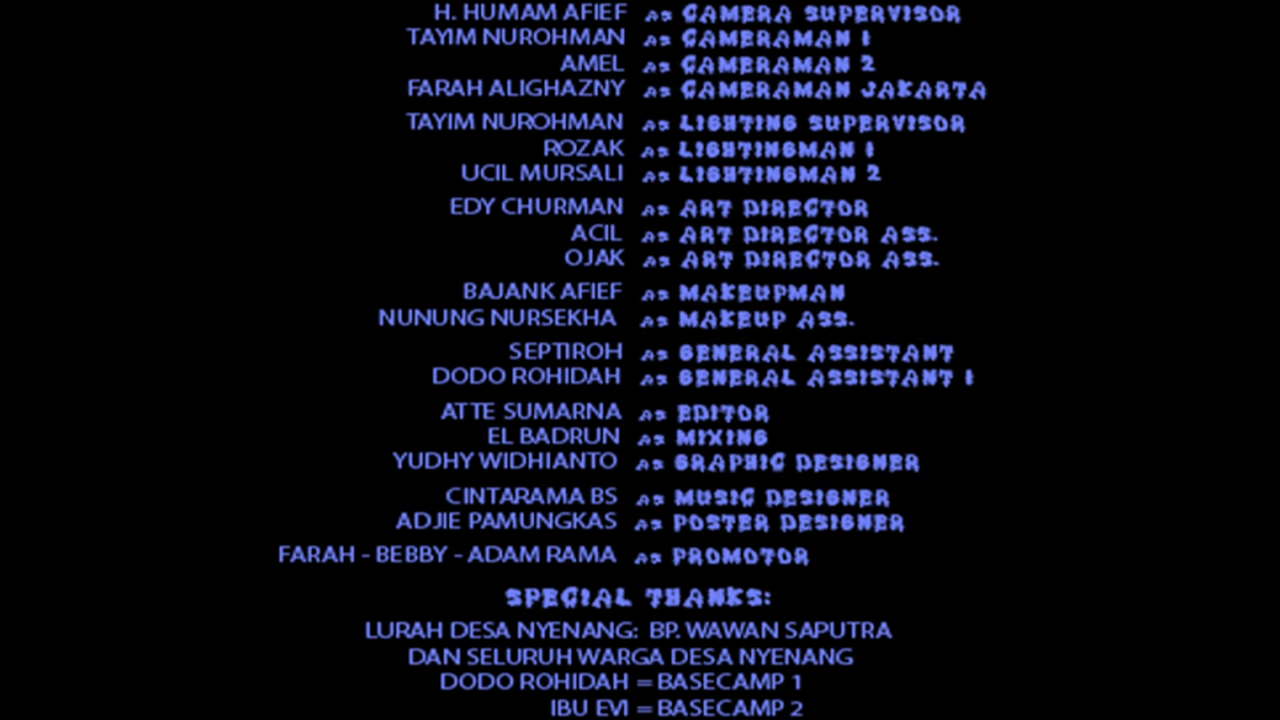 H. HUMAM AFIEF AS CAMERA SUPERVISOR
TAYIM NUROHMAN AS CAMERAMAN 1
AMEL AS CAMERAMAN 2
FARAH ALIGHAZNY AS CAMERAMAN JAKARTA
TAYIM NUROHMAN AS LIGHTING SUPERVISOR
ROZAK AS LIGHTINGMAN 1
UCIL MURSALI AS LIGHTINGMAN 2
EDY CHURMAN AS ART DIRECTOR
ACIL AS ART DIRECTOR ASS.
OJAK AS ART DIRECTOR ASS.
BAJANK AFIEF AS MAKEUPMAN
NUNUNG NURSEKHA AS MAKEUP ASS.
SEPTIROH AS GENERAL ASSISTANT
DODO ROHIDAH AS GENERAL ASSISTANT 1
ATTE SUMARNA AS EDITOR
EL BADRUN AS MIXING
YUDHY WIDHIANTO AS GRAPHIC DESIGNER
CINTARAMA BS AS MUSIC DESIGNER
ADJIE PAMUNGKAS AS POSTER DESIGNER
FARAH - BEBBY - ADAM RAMA AS PROMOTOR
SPECIAL THANKS:
LURAH DESA NYENANG: BP. WAWAN SAPUTRA
DAN SELURUH WARGA DESA NYENANG
DODO ROHIDAH = BASECAMP 1
IBU EVI = BASECAMP 2